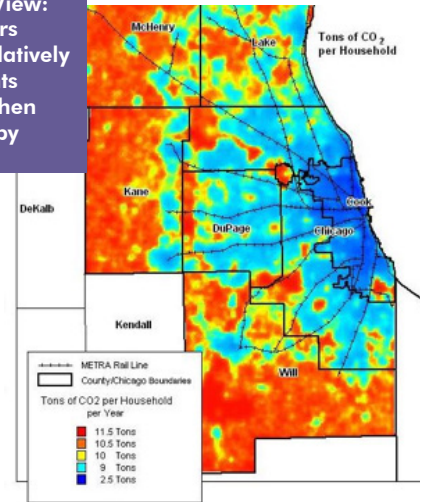 View:
rs
latively
nts
hen
by
Tons of CO2
per Household
McHenry
Lake
Kane
DeKalb
Cook
DuPage
Chicago
Kendall
Will
METRA Rail Line
County/Chicago Boundaries
Tons of CO2 per Household
per Year
11.5 Tons
10.5 Tons
10 Tons
9 Tons
2.5 Tons